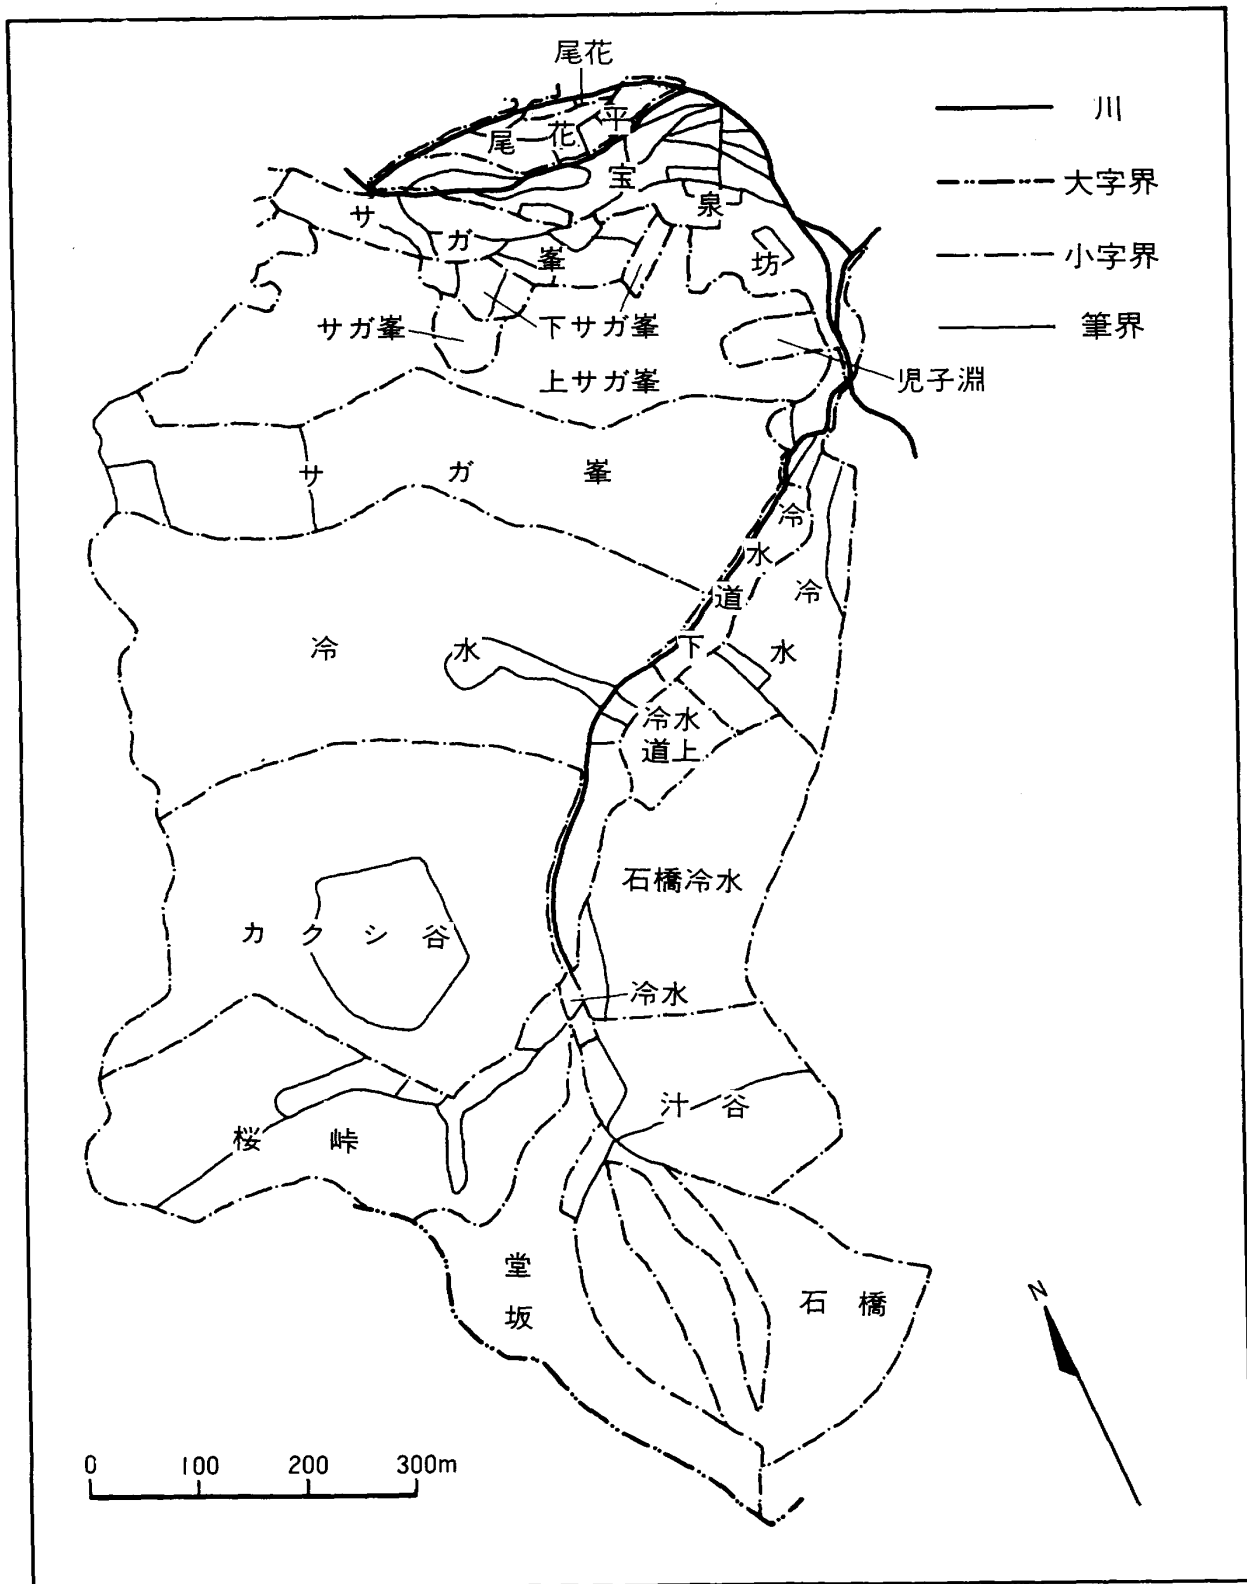 尾花
尾花平
宝泉坊
サガ峯
サガ峯
下サガ峯
上サガ峯
児子淵
サガ峯
冷水道下
冷水
冷水
冷水
道上
石橋冷水
カクシ谷
冷水
汁谷
桜峠
堂坂
石橋
川
大字界
小字界
筆界
N
0 100 200 300m